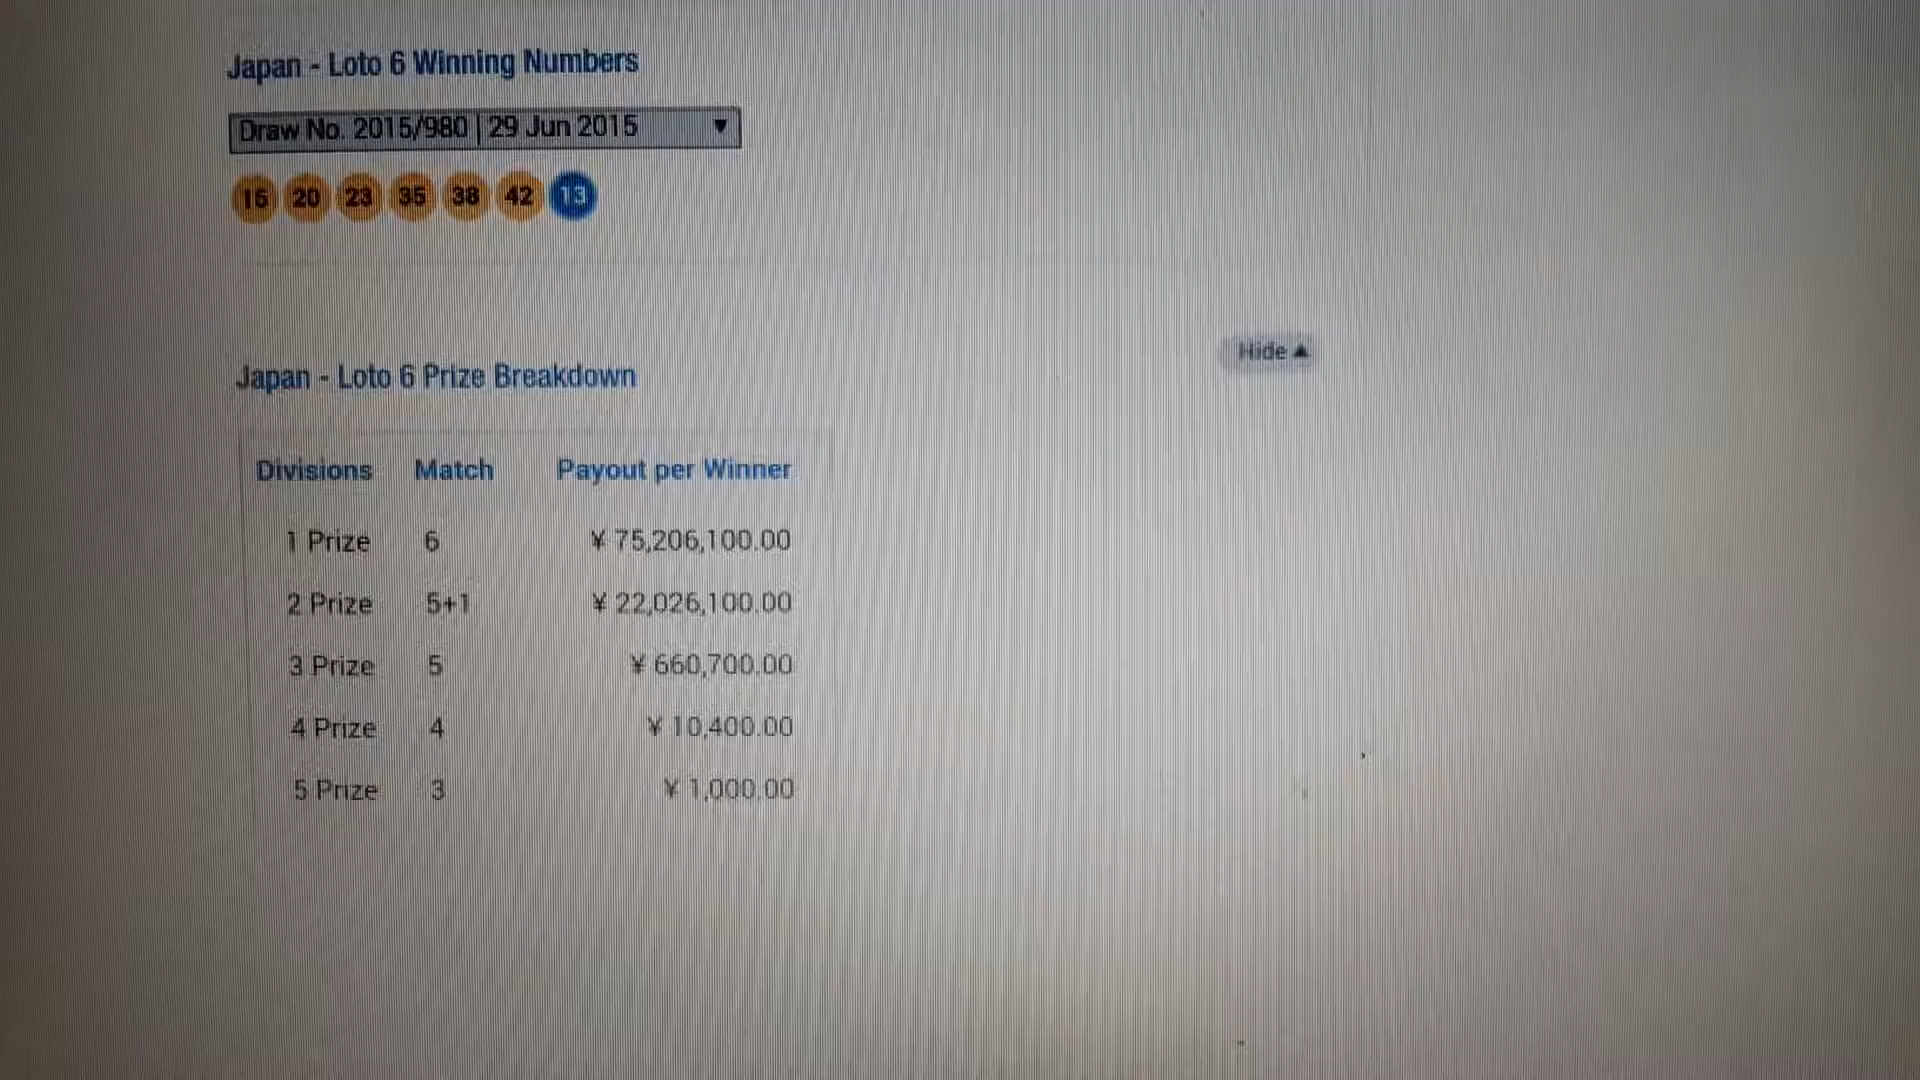 Japan - Loto 6 Winning Numbers
Draw No. 2015/980 | 29 Jun 2015 ▼
20 23 35 38 42 13
Hide ▲
Japan - Loto 6 Prize Breakdown
Divisions Match Payout per Winner
1 Prize 6 ¥ 75,206,100.00
2 Prize 5+1 ¥ 22,026,100.00
3 Prize 5 ¥ 660,700.00
4 Prize 4 ¥ 10,400.00
5 Prize 3 ¥ 1,000.00